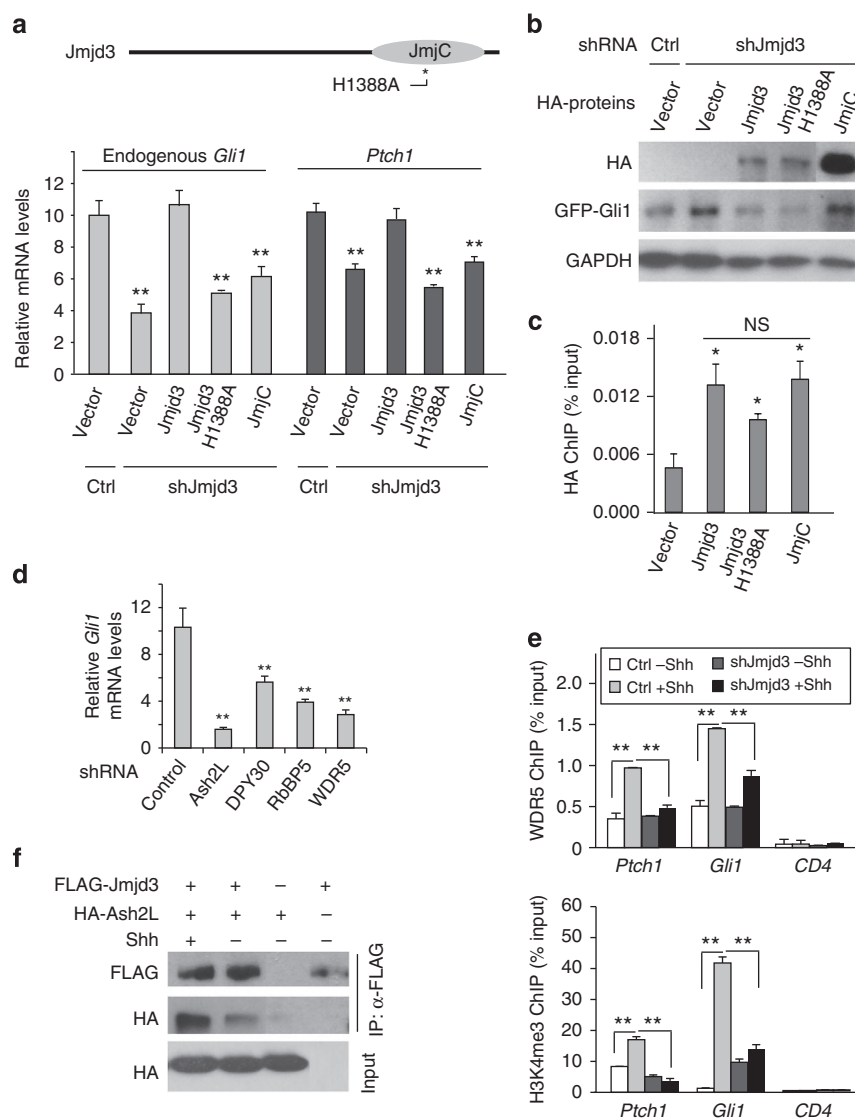 a
Jmjd3
JmjC
*
H1388A
Endogenous Gli1
Ptch1
Relative mRNA levels
12
10
8
6
4
2
0
** ** ** ** ** **
Vector Vector Jmjd3 Jmjd3 H1388A JmjC Vector Vector Jmjd3 Jmjd3 H1388A JmjC
Ctrl shJmjd3 Ctrl shJmjd3
b
shRNA Ctrl shJmjd3
HA-proteins Vector Vector Jmjd3 Jmjd3 H1388A JmjC
HA
GFP-Gli1
GAPDH
c
HA ChIP (% input)
0.018
0.012
0.006
0.000
NS
* * *
Vector Jmjd3 Jmjd3 H1388A JmjC
d
Relative Gli1 mRNA levels
12
8
4
0
** ** ** **
shRNA
Control Ash2L DPY30 RbBP5 WDR5
e
Ctrl –Shh shJmjd3 –Shh
Ctrl +Shh shJmjd3 +Shh
WDR5 ChIP (% input)
2.0
1.5
1.0
0.5
0
** ** ** **
Ptch1 Gli1 CD4
H3K4me3 ChIP (% input)
60
50
40
30
20
10
0
** ** ** **
Ptch1 Gli1 CD4
f
FLAG-Jmjd3 + + – +
HA-Ash2L + + + –
Shh + – – –
FLAG
HA
HA
IP: α-FLAG
Input